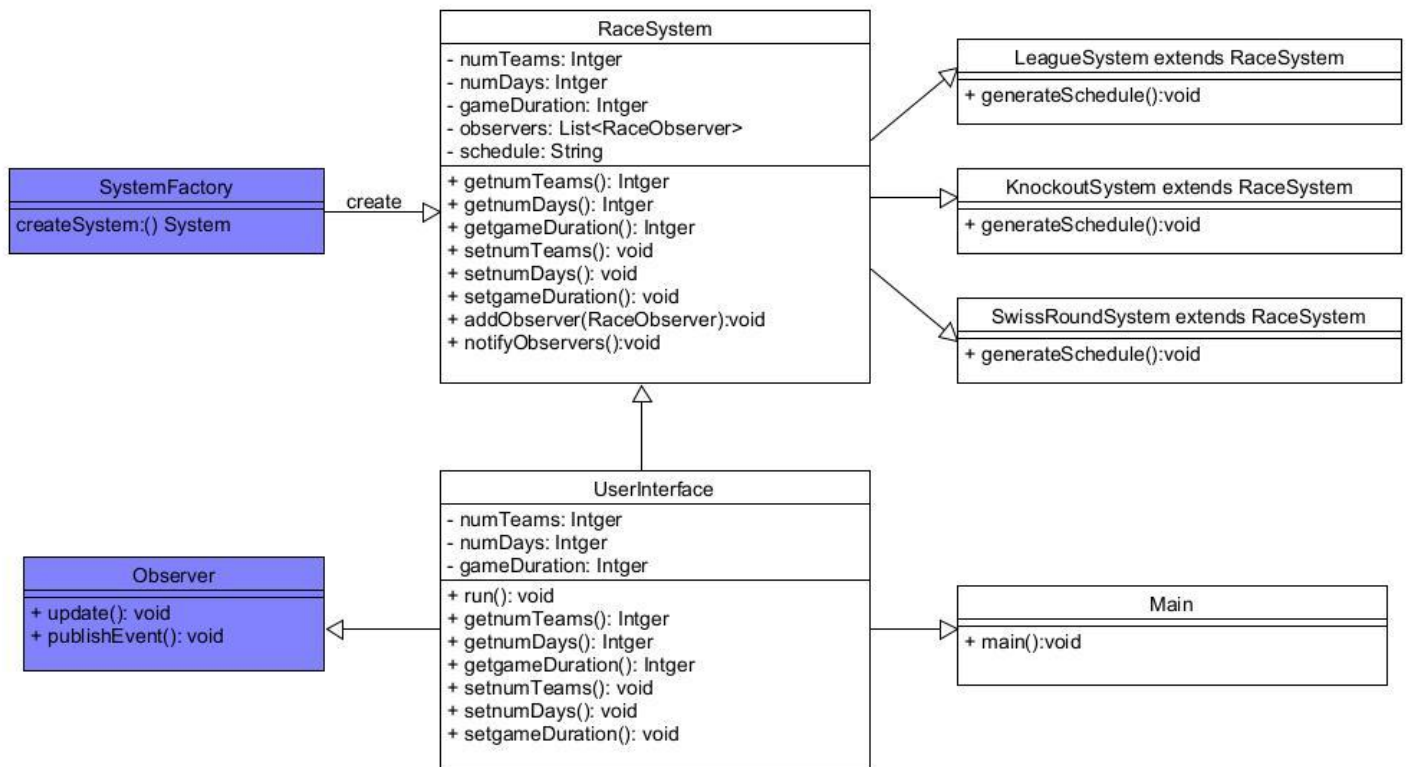 RaceSystem
- numTeams: Intger
- numDays: Intger
- gameDuration: Intger
- observers: List<RaceObserver>
- schedule: String
+ getnumTeams(): Intger
+ getnumDays(): Intger
+ getgameDuration(): Intger
+ setnumTeams(): void
+ setnumDays(): void
+ setgameDuration(): void
+ addObserver(RaceObserver):void
+ notifyObservers():void
LeagueSystem extends RaceSystem
+ generateSchedule():void
KnockoutSystem extends RaceSystem
+ generateSchedule():void
SwissRoundSystem extends RaceSystem
+ generateSchedule():void
SystemFactory
createSystem:() System
create
UserInterface
- numTeams: Intger
- numDays: Intger
- gameDuration: Intger
+ run(): void
+ getnumTeams(): Intger
+ getnumDays(): Intger
+ getgameDuration(): Intger
+ setnumTeams(): void
+ setnumDays(): void
+ setgameDuration(): void
Observer
+ update(): void
+ publishEvent(): void
Main
+ main():void